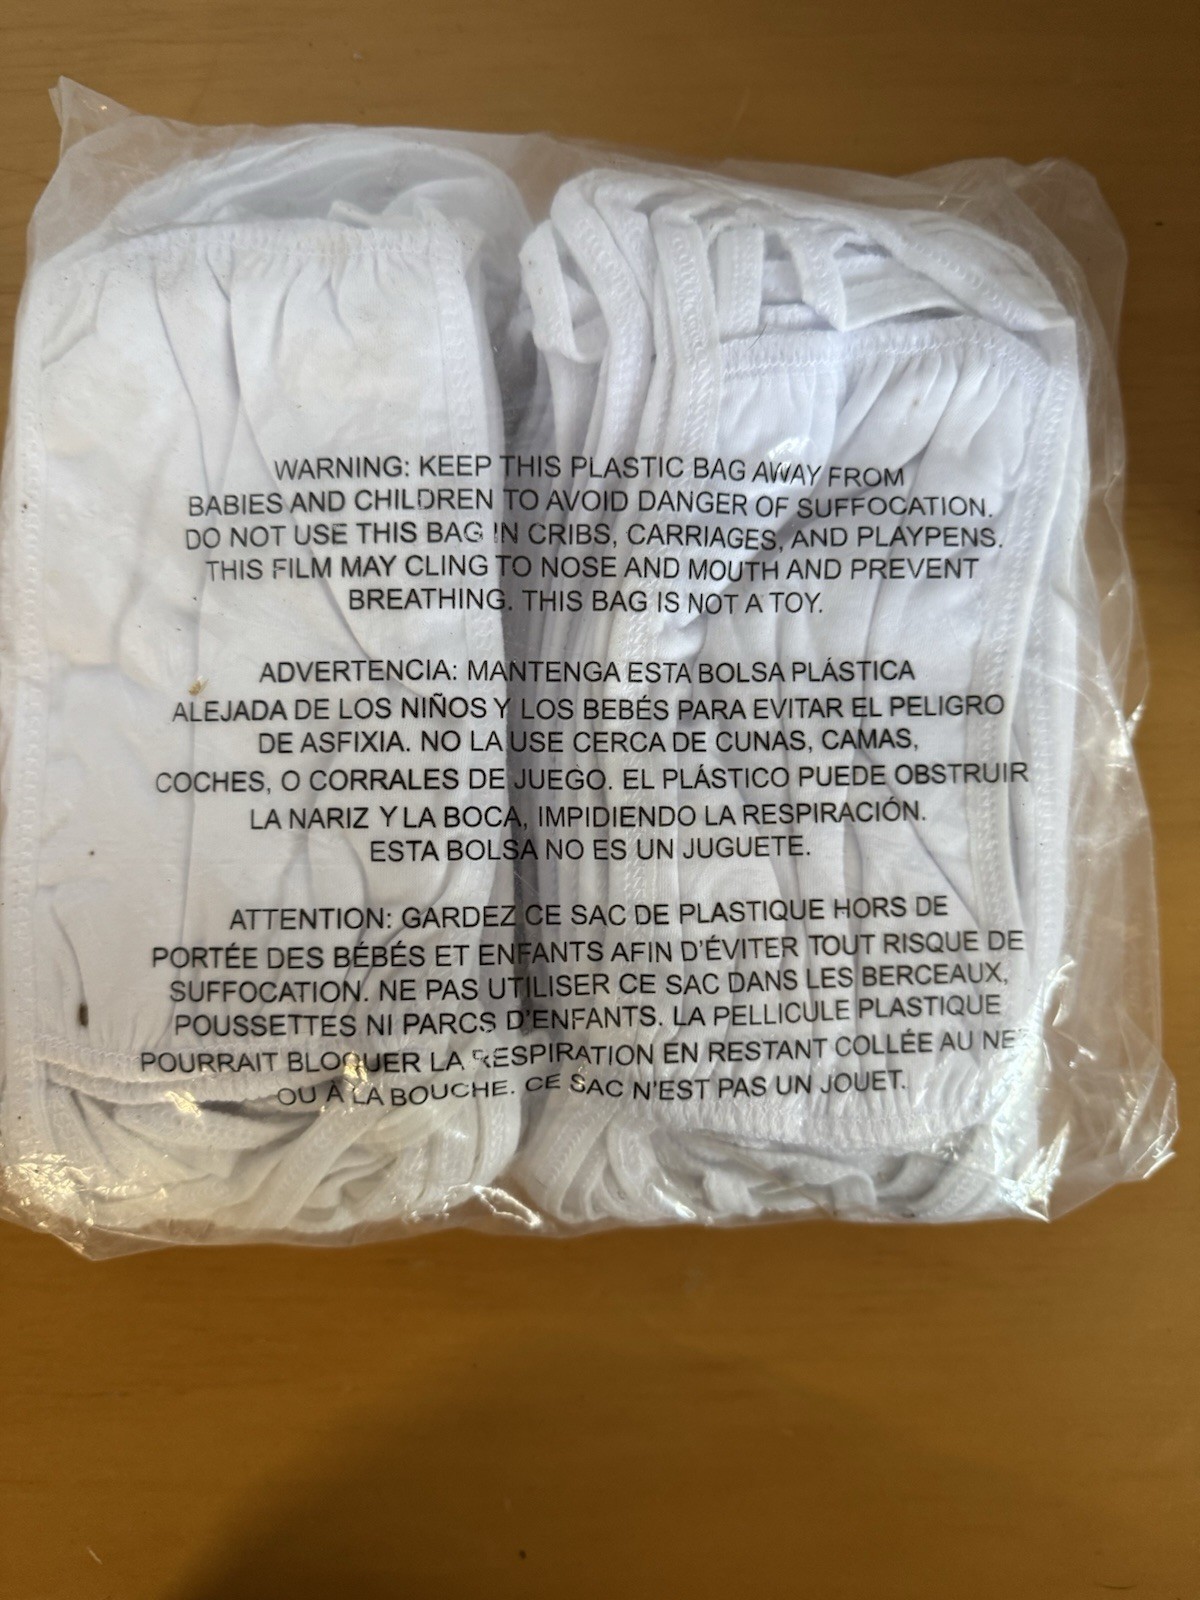 WARNING: KEEP THIS PLASTIC BAG AWAY FROM
BABIES AND CHILDREN TO AVOID DANGER OF SUFFOCATION.
DO NOT USE THIS BAG IN CRIBS, CARRIAGES, AND PLAYPENS.
THIS FILM MAY CLING TO NOSE AND MOUTH AND PREVENT
BREATHING. THIS BAG IS NOT A TOY.
ADVERTENCIA: MANTENGA ESTA BOLSA PLÁSTICA
ALEJADA DE LOS NIÑOS Y LOS BEBÉS PARA EVITAR EL PELIGRO
DE ASFIXIA. NO LA USE CERCA DE CUNAS, CAMAS,
COCHES, O CORRALES DE JUEGO. EL PLÁSTICO PUEDE OBSTRUIR
LA NARIZ Y LA BOCA, IMPIDIENDO LA RESPIRACIÓN.
ESTA BOLSA NO ES UN JUGUETE.
ATTENTION: GARDEZ CE SAC DE PLASTIQUE HORS DE
PORTÉE DES BÉBÉS ET ENFANTS AFIN D'ÉVITER TOUT RISQUE DE
SUFFOCATION. NE PAS UTILISER CE SAC DANS LES BERCEAUX,
POUSSETTES NI PARCS D'ENFANTS. LA PELLICULE PLASTIQUE
POURRAIT BLOQUER LA RESPIRATION EN RESTANT COLLÉE AU NEZ
OU À LA BOUCHE. CE SAC N'EST PAS UN JOUET.